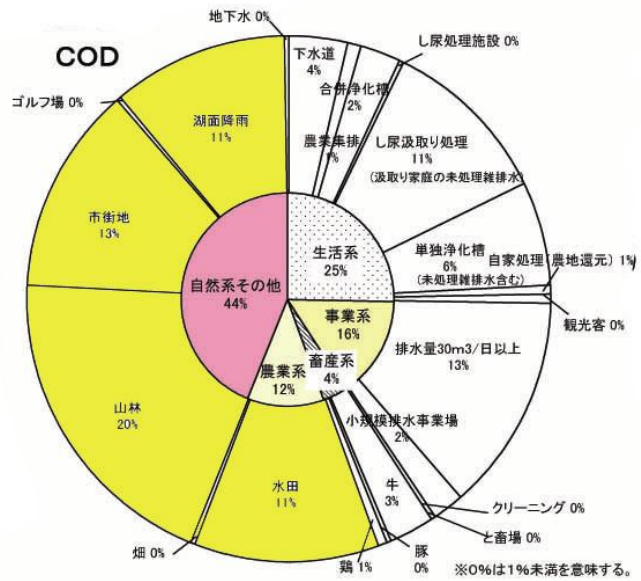 COD
地下水 0%
下水道
4%
合併浄化槽
2%
農業集排
1%
し尿処理施設 0%
し尿汲取り処理
11%
(汲取り家庭の未処理雑排水)
単独浄化槽
6%
(未処理雑排水含む)
自家処理(農地還元) 1%
観光客 0%
排水量30m3/日以上
13%
小規模排水事業場
2%
クリーニング 0%
と畜場 0%
牛
3%
豚
0%
鶏 1%
水田
11%
畑 0%
山林
20%
市街地
13%
ゴルフ場 0%
湖面降雨
11%
生活系
25%
事業系
16%
畜産系
4%
農業系
12%
自然系その他
44%
※0%は1%未満を意味する。